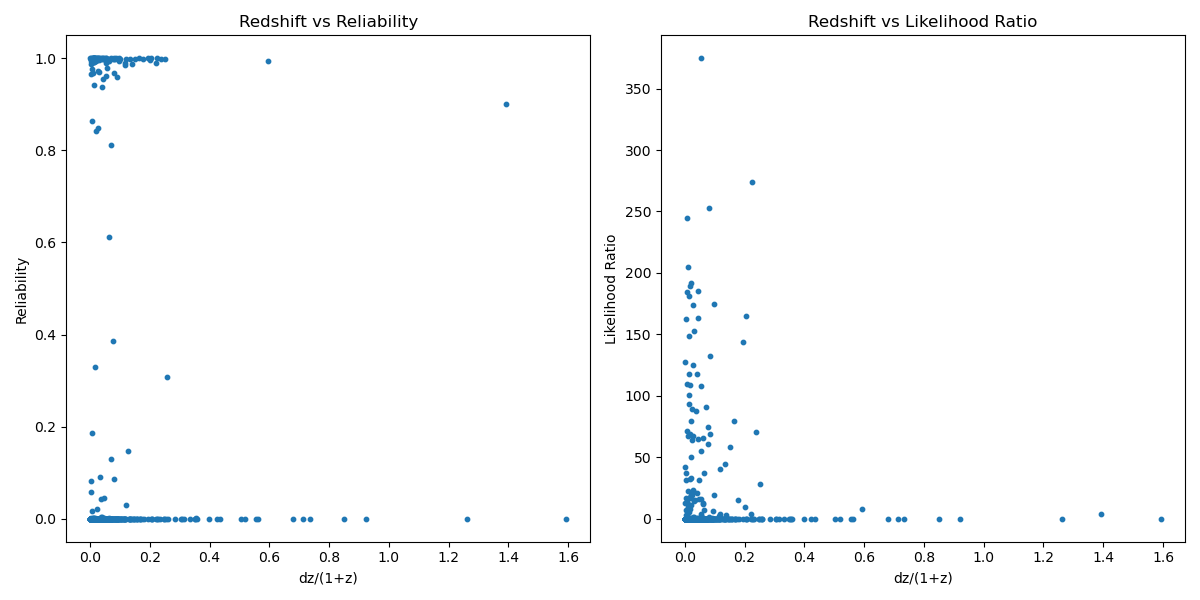 Redshift vs Reliability
Reliability
1.0
0.8
0.6
0.4
0.2
0.0
0.0 0.2 0.4 0.6 0.8 1.0 1.2 1.4 1.6
dz/(1+z)
Redshift vs Likelihood Ratio
Likelihood Ratio
350
300
250
200
150
100
50
0
0.0 0.2 0.4 0.6 0.8 1.0 1.2 1.4 1.6
dz/(1+z)